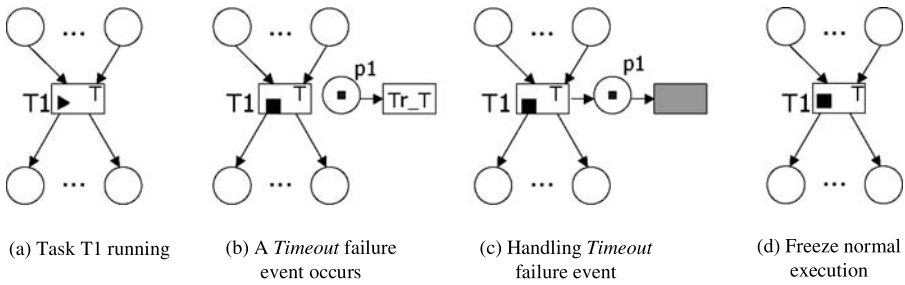 ... ... ... ...
p1 p1
T1 T T1 T Tr_T T1 T T1 T
... ... ... ...
(a) Task T1 running (b) A Timeout failure (c) Handling Timeout (d) Freeze normal
event occurs failure event execution